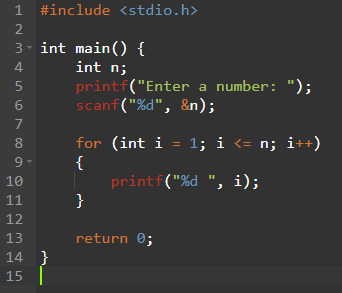 1 #include <stdio.h>
2
3 int main() {
4     int n;
5     printf("Enter a number: ");
6     scanf("%d", &n);
7
8     for (int i = 1; i <= n; i++)
9     {
10         printf("%d ", i);
11     }
12
13     return 0;
14 }
15